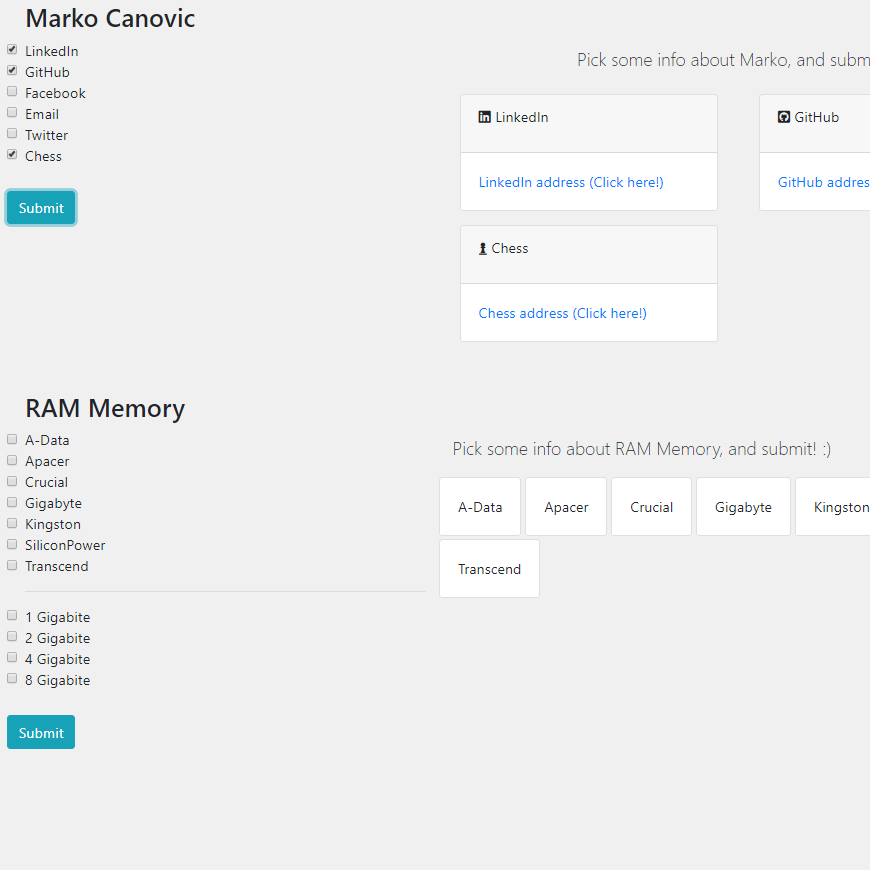 Marko Canovic
LinkedIn
GitHub
Facebook
Email
Twitter
Chess
Submit
Pick some info about Marko, and subm
LinkedIn
LinkedIn address (Click here!)
GitHub
GitHub addres
Chess
Chess address (Click here!)
RAM Memory
A-Data
Apacer
Crucial
Gigabyte
Kingston
SiliconPower
Transcend
1 Gigabite
2 Gigabite
4 Gigabite
8 Gigabite
Submit
Pick some info about RAM Memory, and submit! :)
A-Data Apacer Crucial Gigabyte Kingston
Transcend